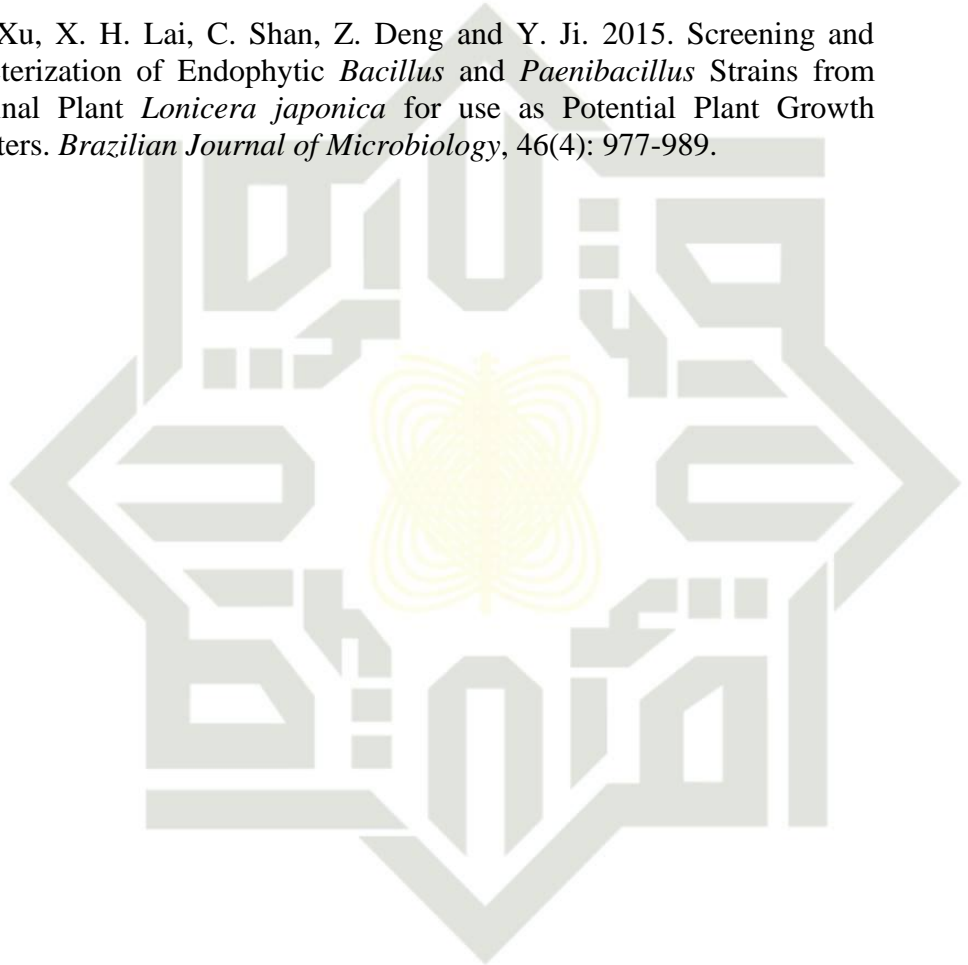 Xu, X. H. Lai, C. Shan, Z. Deng and Y. Ji. 2015. Screening and
terization of Endophytic Bacillus and Paenibacillus Strains from
nal Plant Lonicera japonica for use as Potential Plant Growth
ters. Brazilian Journal of Microbiology, 46(4): 977-989.